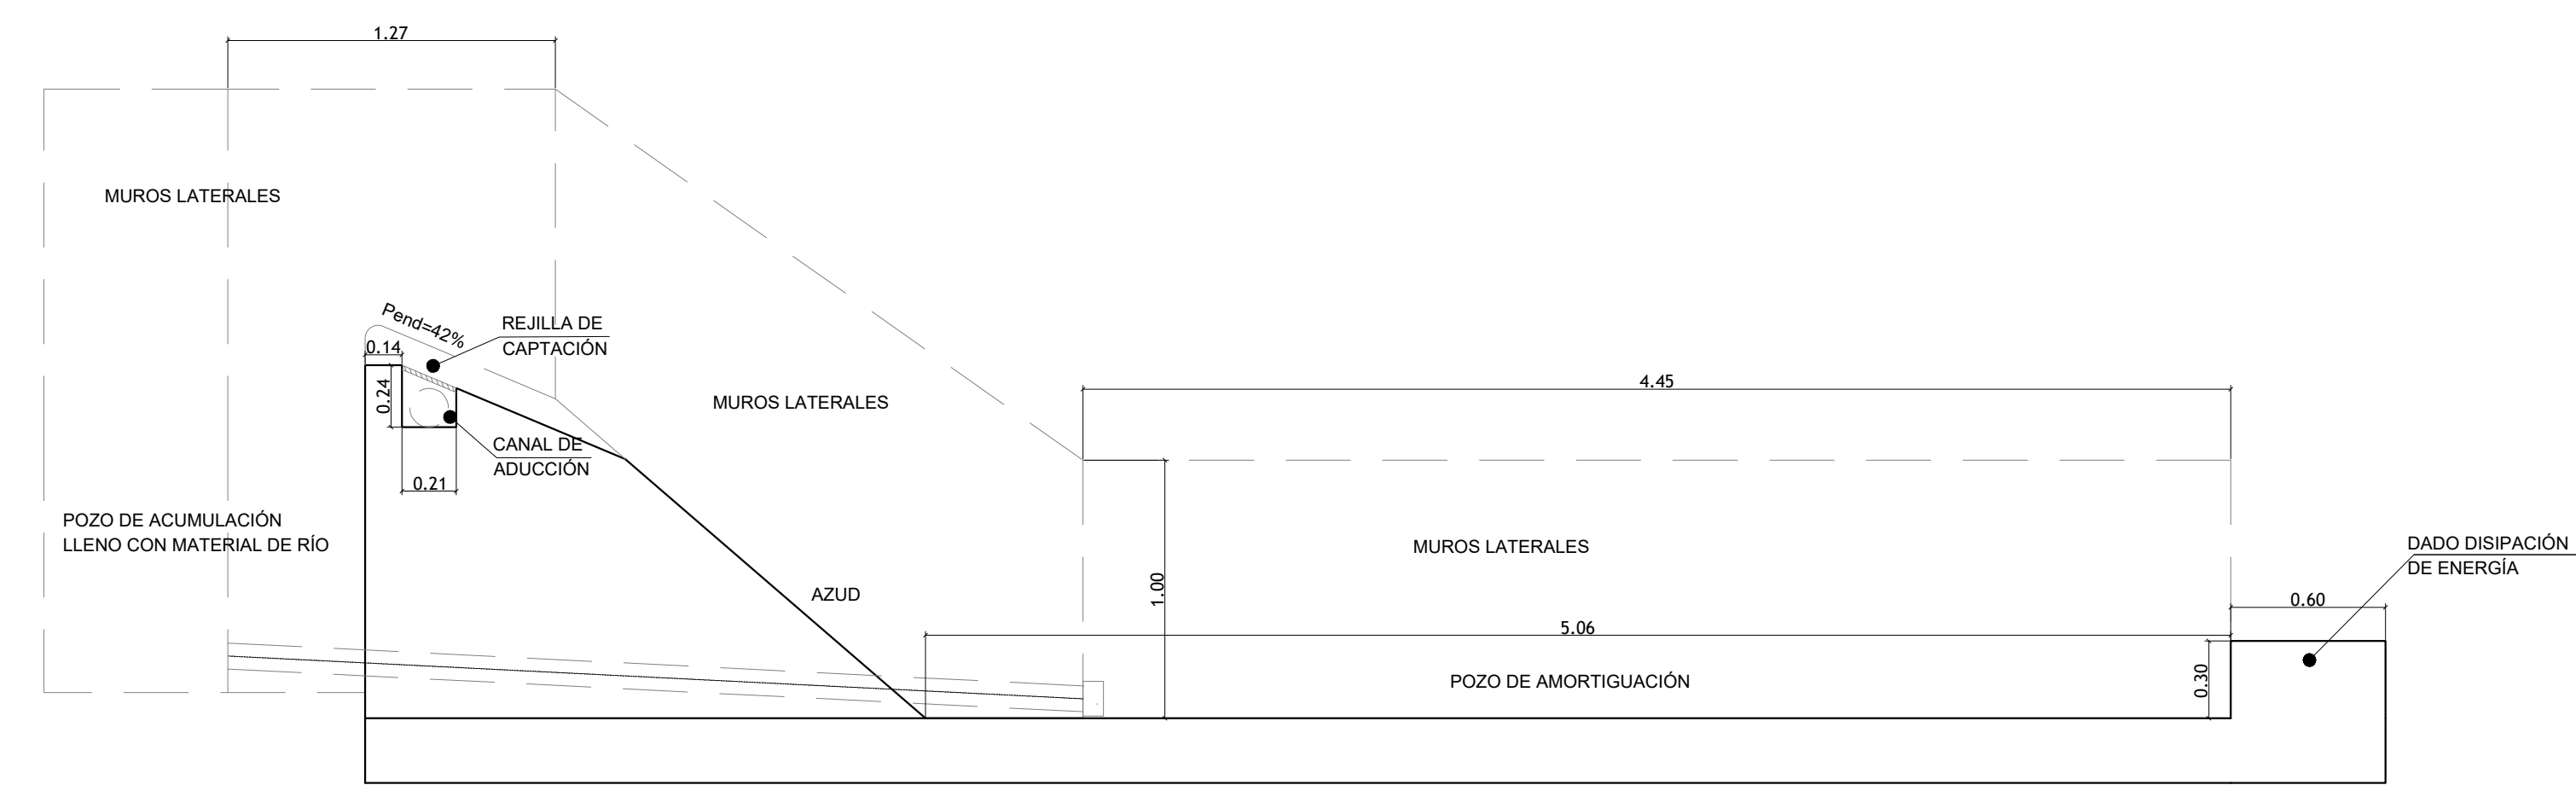 1.27
MUROS LATERALES
Pend=42%
REJILLA DE
CAPTACIÓN
0.14
0.24
4.45
MUROS LATERALES
CANAL DE
ADUCCIÓN
0.21
POZO DE ACUMULACIÓN
LLENO CON MATERIAL DE RÍO
MUROS LATERALES
DADO DISIPACIÓN
DE ENERGÍA
1.00
AZUD
0.60
5.06
0.30
POZO DE AMORTIGUACIÓN